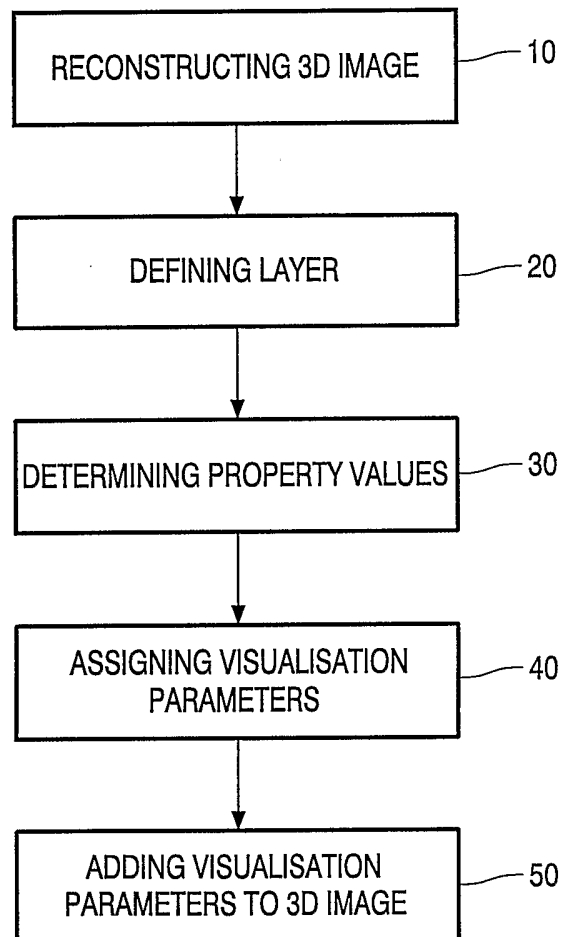 RECONSTRUCTING 3D IMAGE
10
DEFINING LAYER
20
DETERMINING PROPERTY VALUES
30
ASSIGNING VISUALISATION
PARAMETERS
40
ADDING VISUALISATION
PARAMETERS TO 3D IMAGE
50